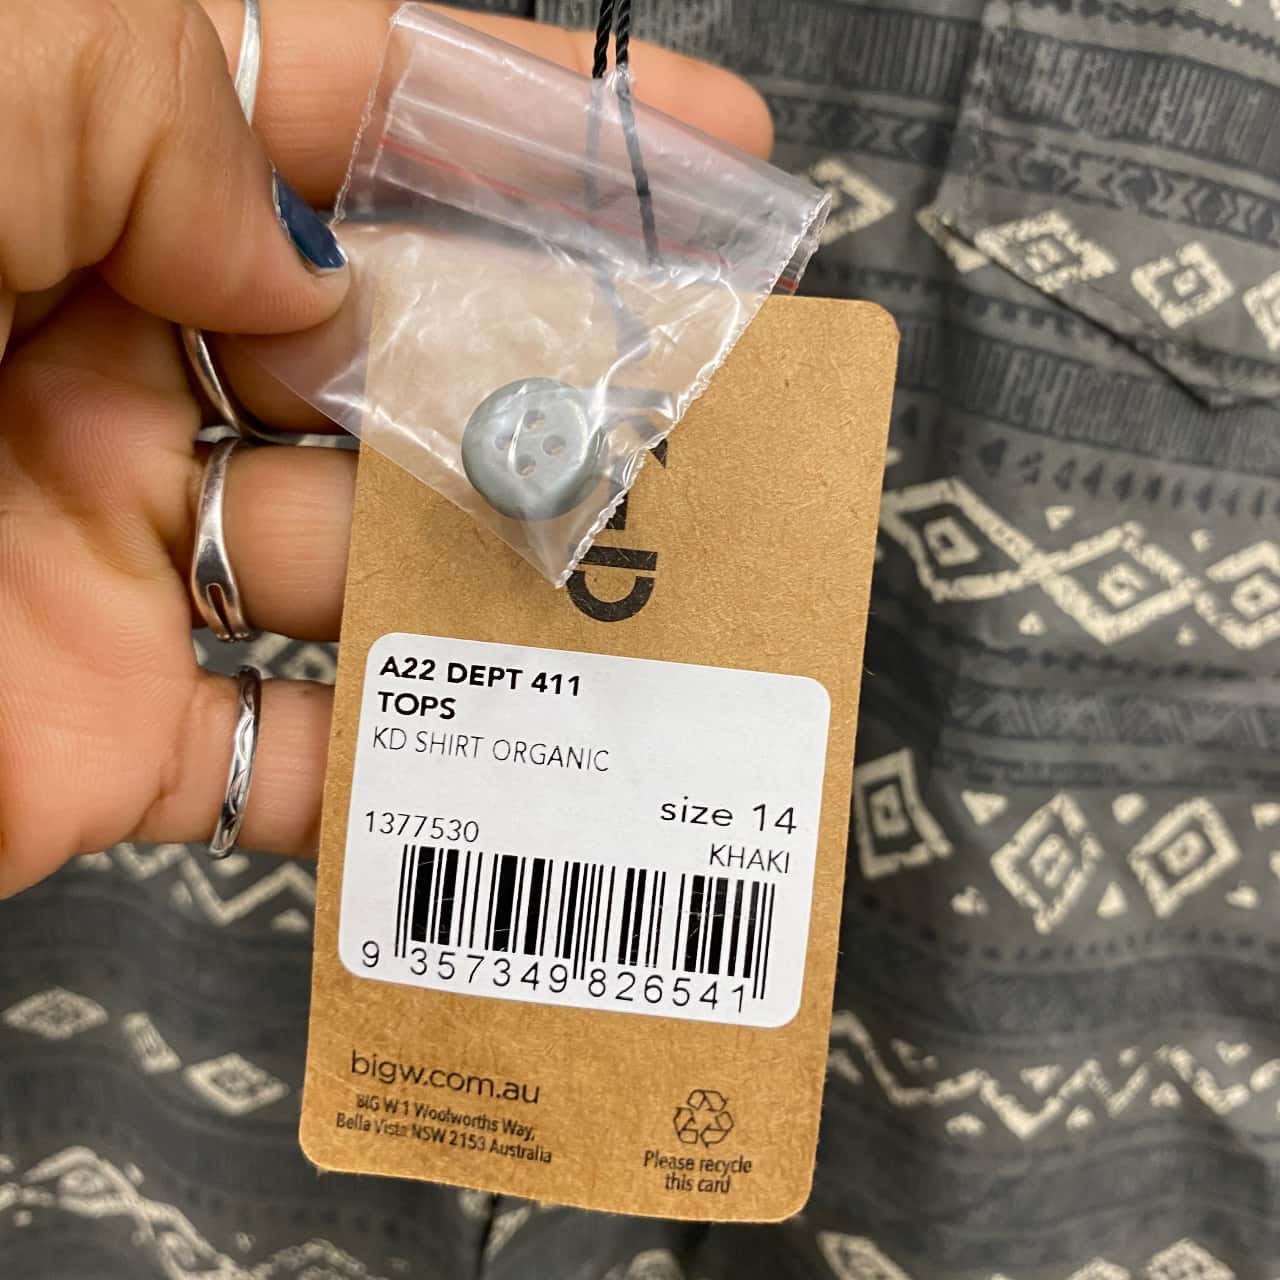 A22 DEPT 411
TOPS
KD SHIRT ORGANIC
size 14
1377530
KHAKI
9 357349 826541
bigw.com.au
BIG W 1 Woolworths Way,
Bella Vista NSW 2153 Australia
Please recycle
this card